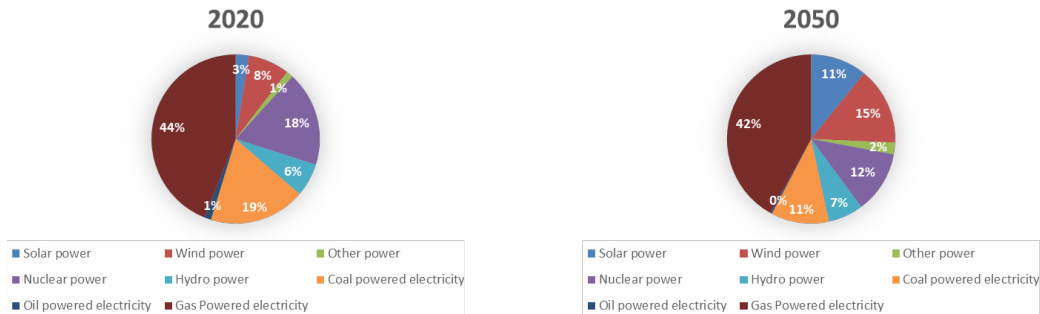 2020
3%
8%
1%
18%
6%
19%
1%
44%
Solar power
Wind power
Other power
Nuclear power
Hydro power
Coal powered electricity
Oil powered electricity
Gas Powered electricity
2050
11%
15%
2%
12%
7%
11%
0%
42%
Solar power
Wind power
Other power
Nuclear power
Hydro power
Coal powered electricity
Oil powered electricity
Gas Powered electricity